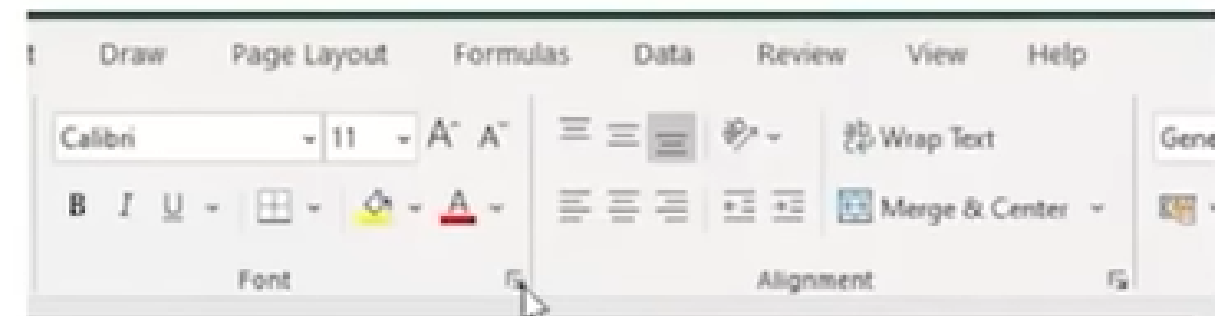 Draw Page Layout Formulas Data Review View Help
Calibri 11 A A Wrap Text
B I U A Merge & Center
Font Alignment